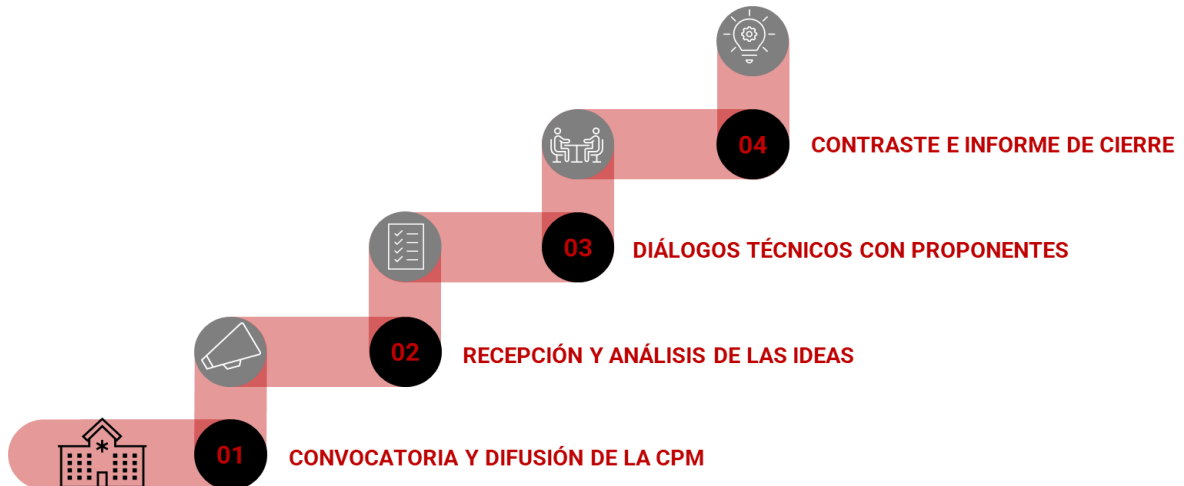 04 CONTRASTE E INFORME DE CIERRE
03 DIÁLOGOS TÉCNICOS CON PROPONENTES
02 RECEPCIÓN Y ANÁLISIS DE LAS IDEAS
01 CONVOCATORIA Y DIFUSIÓN DE LA CPM